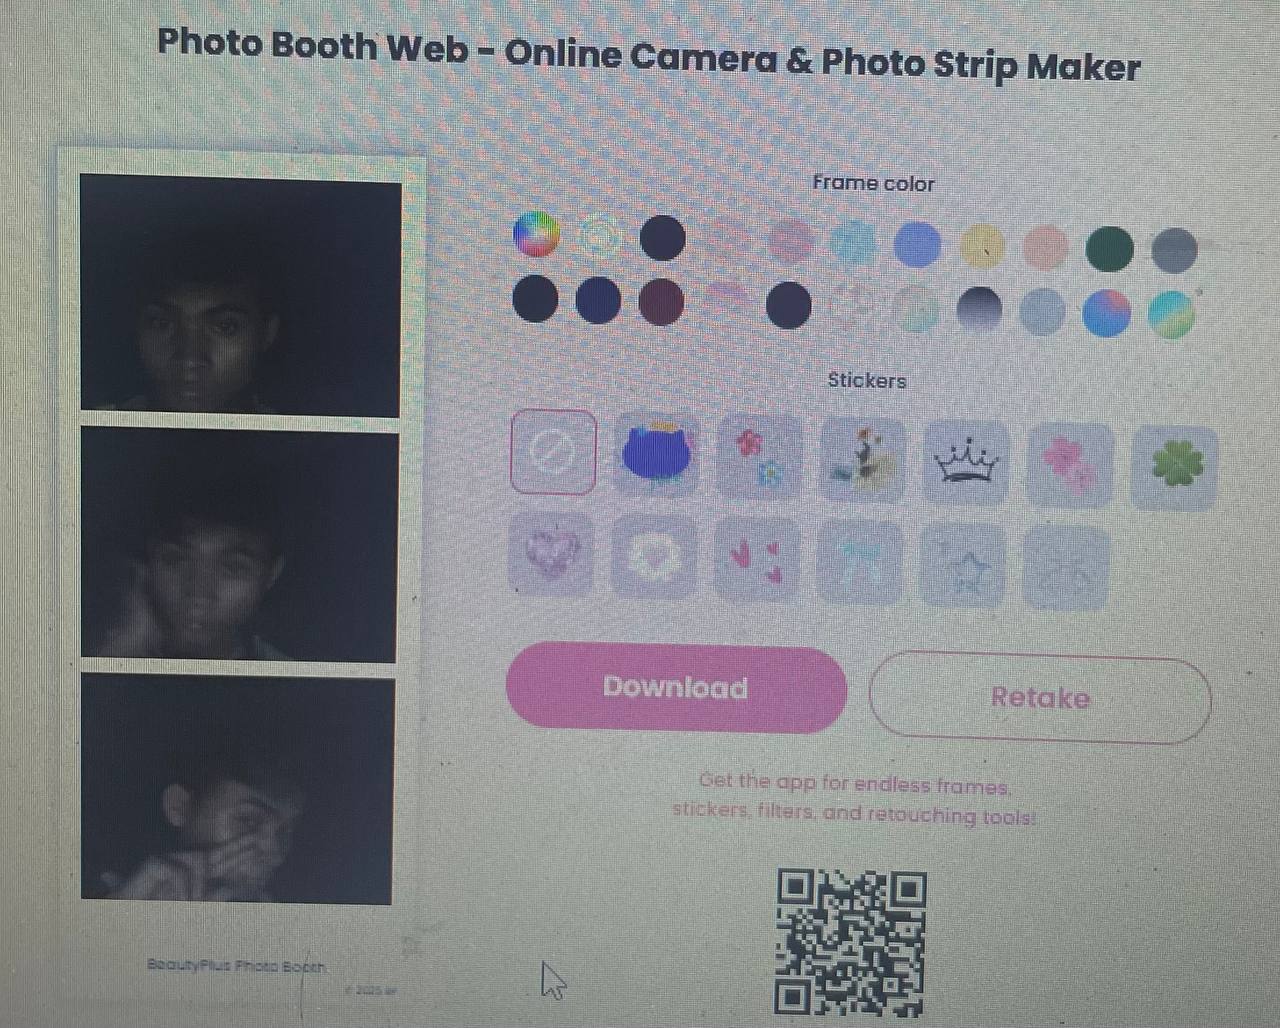 Photo Booth Web - Online Camera & Photo Strip Maker
Frame color
Stickers
Download
Retake
Get the app for endless frames,
stickers, filters, and retouching tools!
BeautyPlus Photo Booth
© 2025